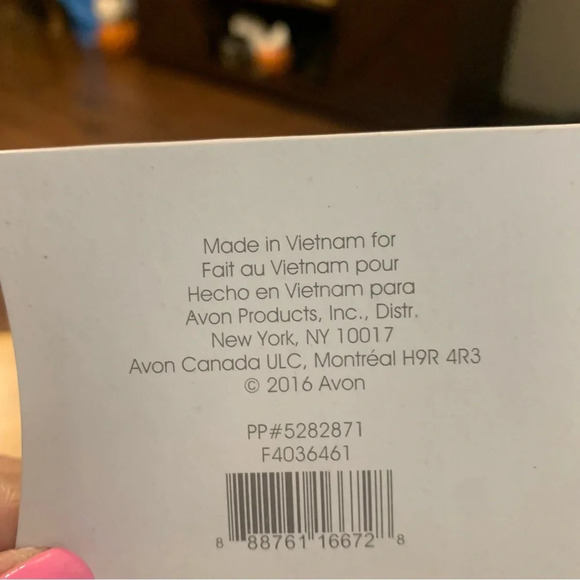 Made in Vietnam for
Fait au Vietnam pour
Hecho en Vietnam para
Avon Products, Inc., Distr.
New York, NY 10017
Avon Canada ULC, Montréal H9R 4R3
© 2016 Avon
PP#5282871
F4036461
8 88761 16672 8